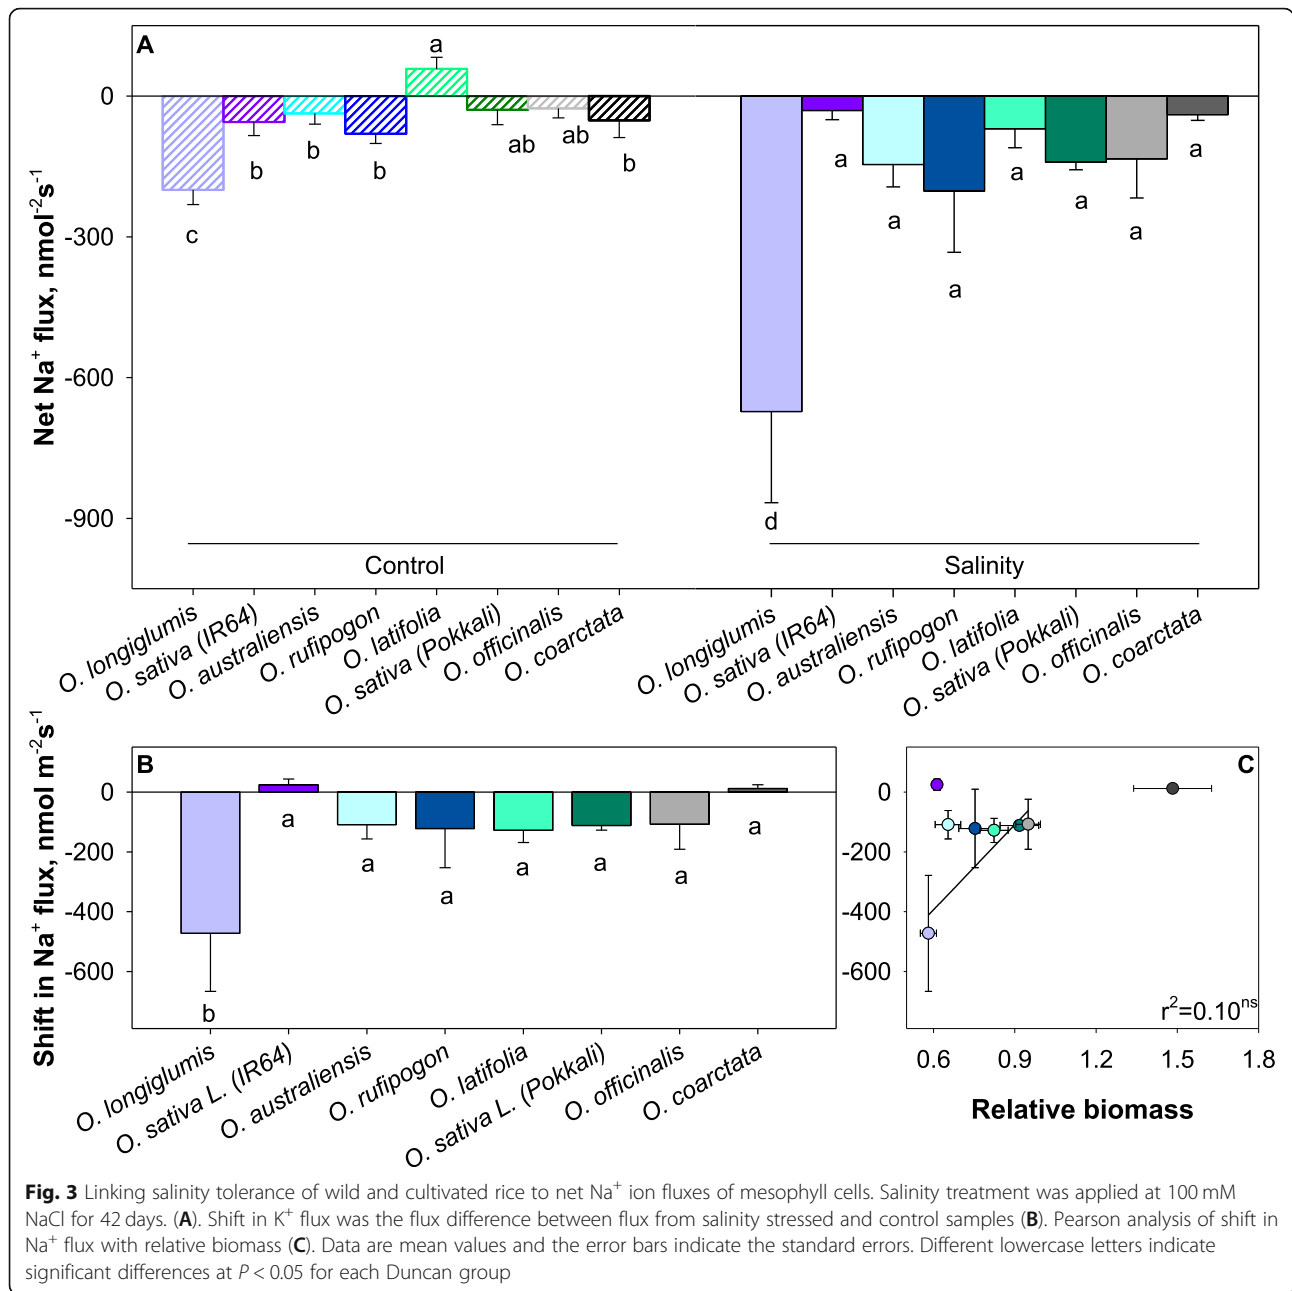 A
Net Na+ flux, nmol-2s-1
0
-300
-600
-900
c
b
b
b
a
ab
ab
b
d
a
a
a
a
a
a
a
Control
Salinity
O. longiglumis
O. sativa (IR64)
O. australiensis
O. rufipogon
O. latifolia
O. sativa (Pokkali)
O. officinalis
O. coarctata
O. longiglumis
O. sativa (IR64)
O. australiensis
O. rufipogon
O. latifolia
O. sativa (Pokkali)
O. officinalis
O. coarctata
B
Shift in Na+ flux, nmol m-2s-1
0
-200
-400
-600
b
a
a
a
a
a
a
a
O. longiglumis
O. sativa L. (IR64)
O. australiensis
O. rufipogon
O. latifolia
O. sativa L. (Pokkali)
O. officinalis
O. coarctata
C
0
-200
-400
-600
r2=0.10ns
0.6
0.9
1.2
1.5
1.8
Relative biomass
Fig. 3 Linking salinity tolerance of wild and cultivated rice to net Na+ ion fluxes of mesophyll cells. Salinity treatment was applied at 100 mM
NaCl for 42 days. (A). Shift in K+ flux was the flux difference between flux from salinity stressed and control samples (B). Pearson analysis of shift in
Na+ flux with relative biomass (C). Data are mean values and the error bars indicate the standard errors. Different lowercase letters indicate
significant differences at P < 0.05 for each Duncan group